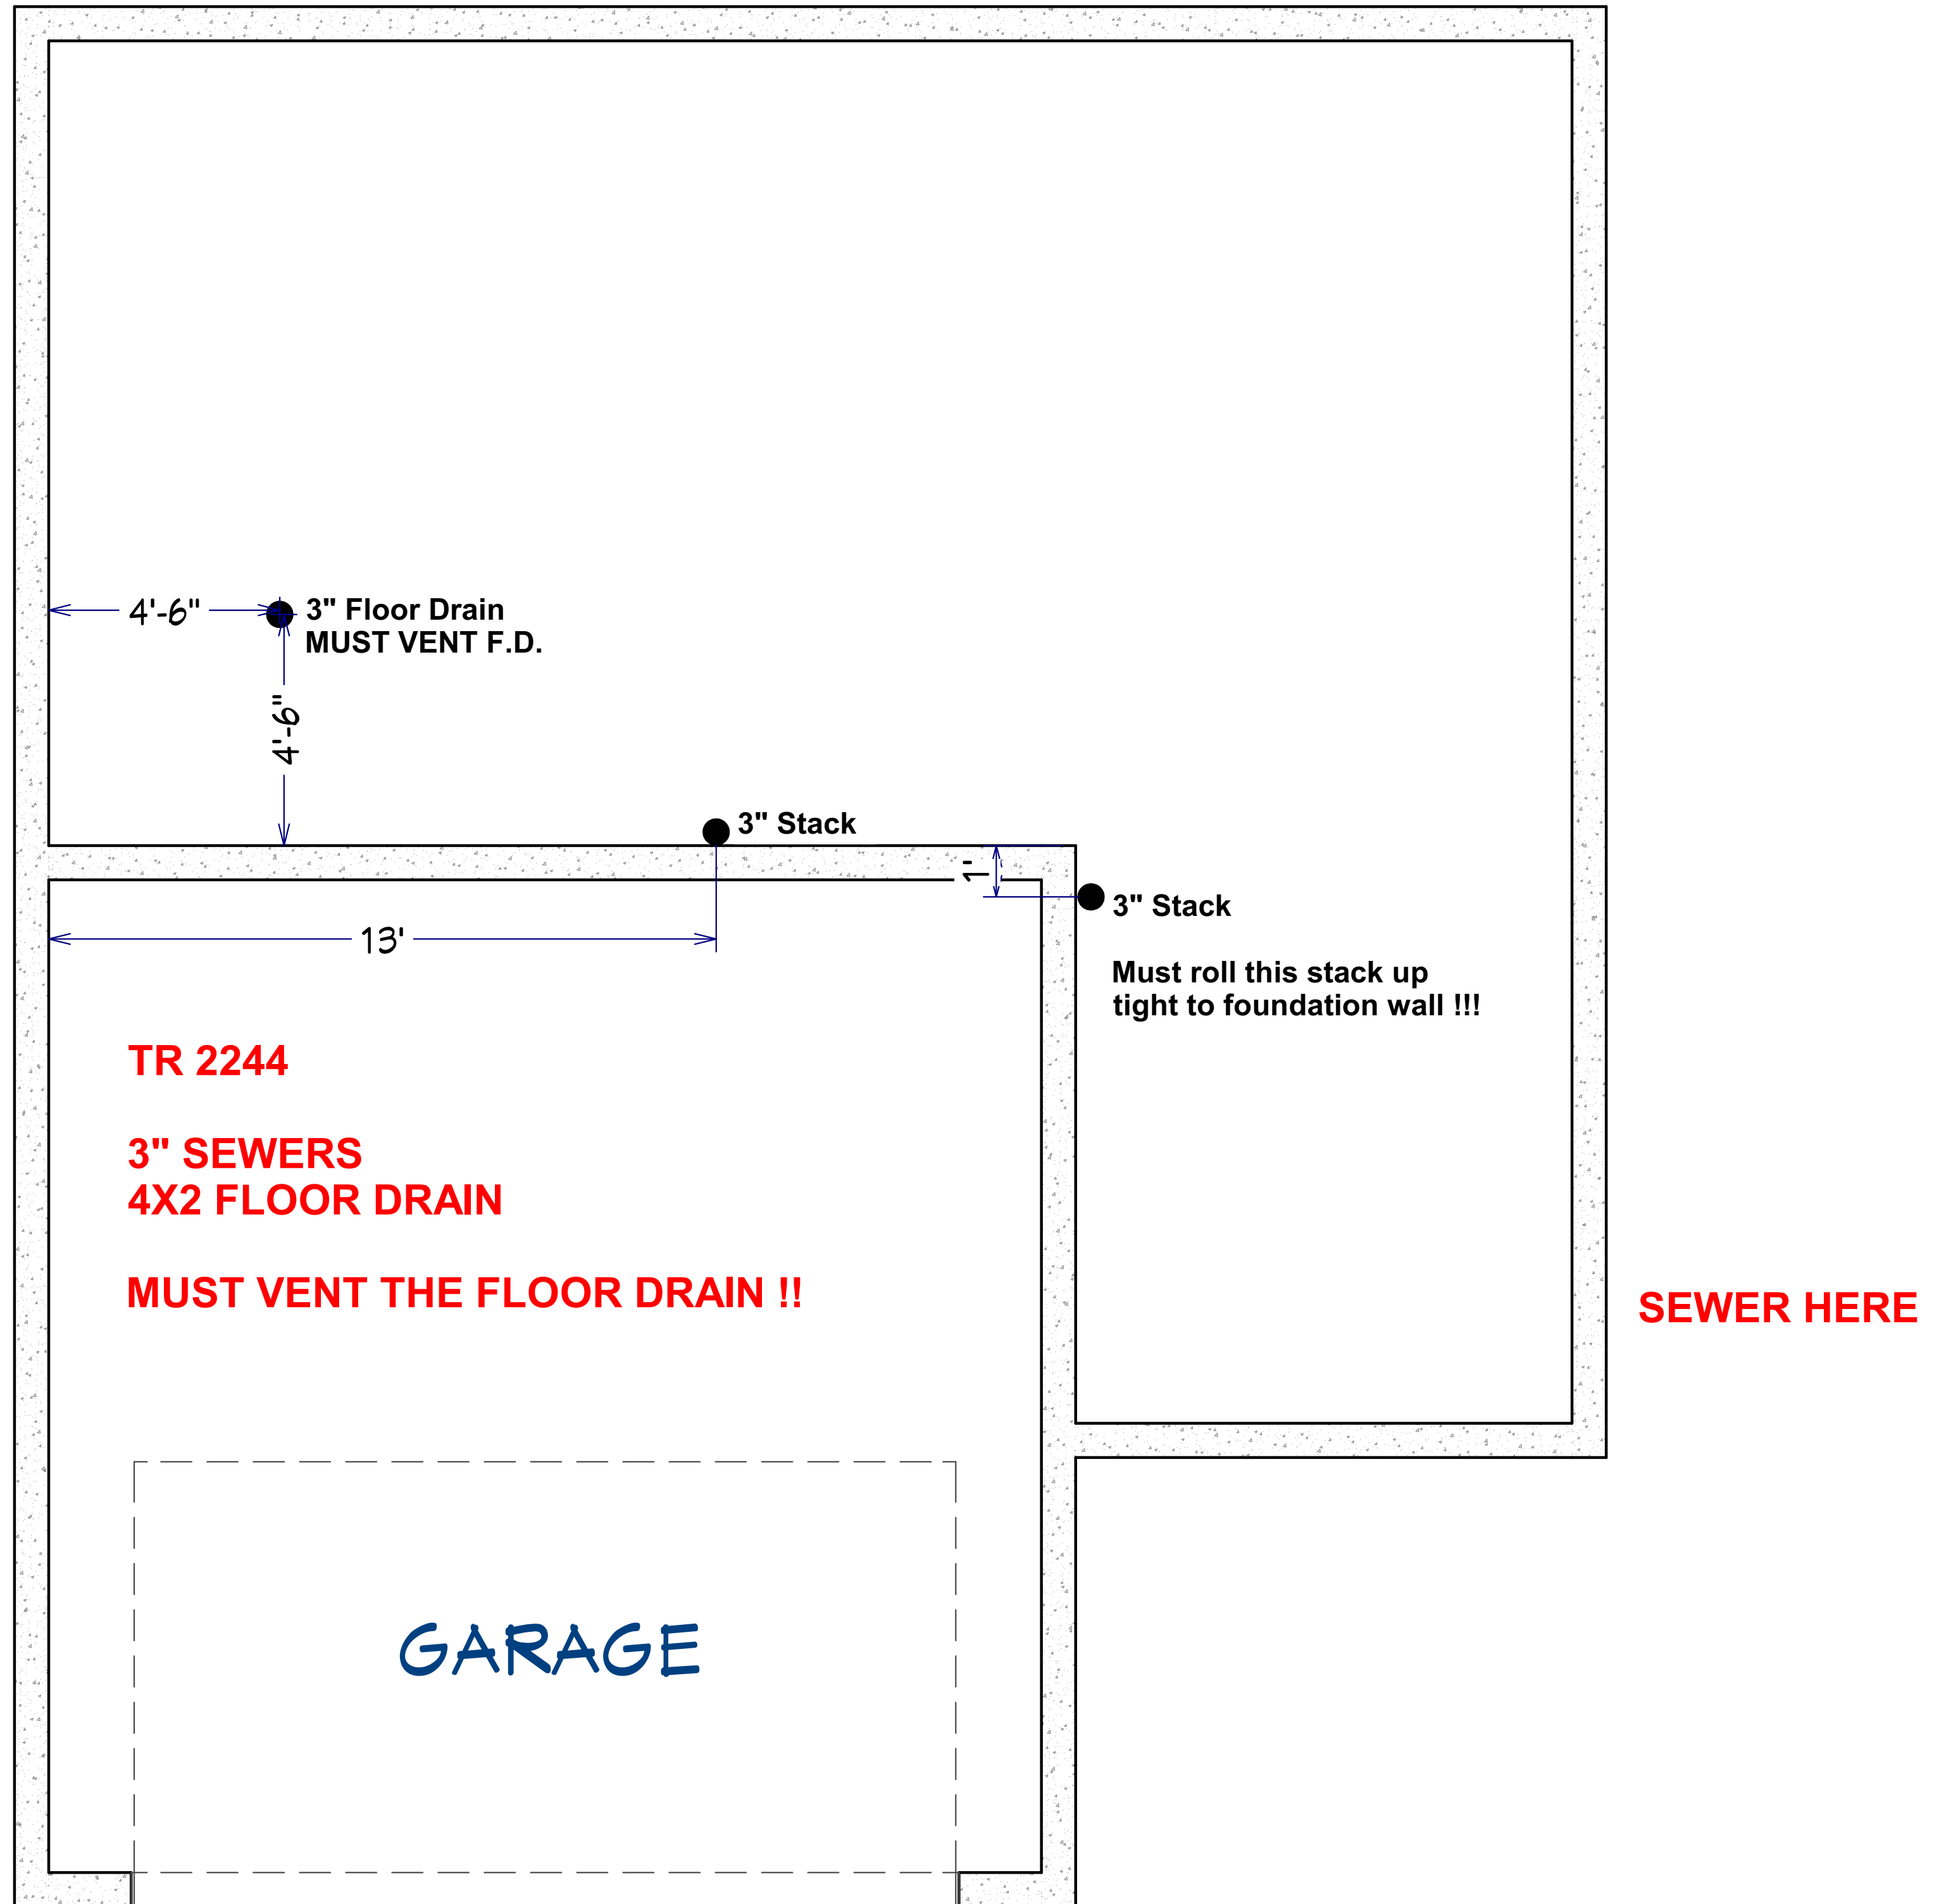 4'-6"
3" Floor Drain
MUST VENT F.D.
4'-6"
3" Stack
1'
3" Stack
13'
Must roll this stack up
tight to foundation wall !!!
TR 2244
3" SEWERS
4X2 FLOOR DRAIN
MUST VENT THE FLOOR DRAIN !!
SEWER HERE
GARAGE